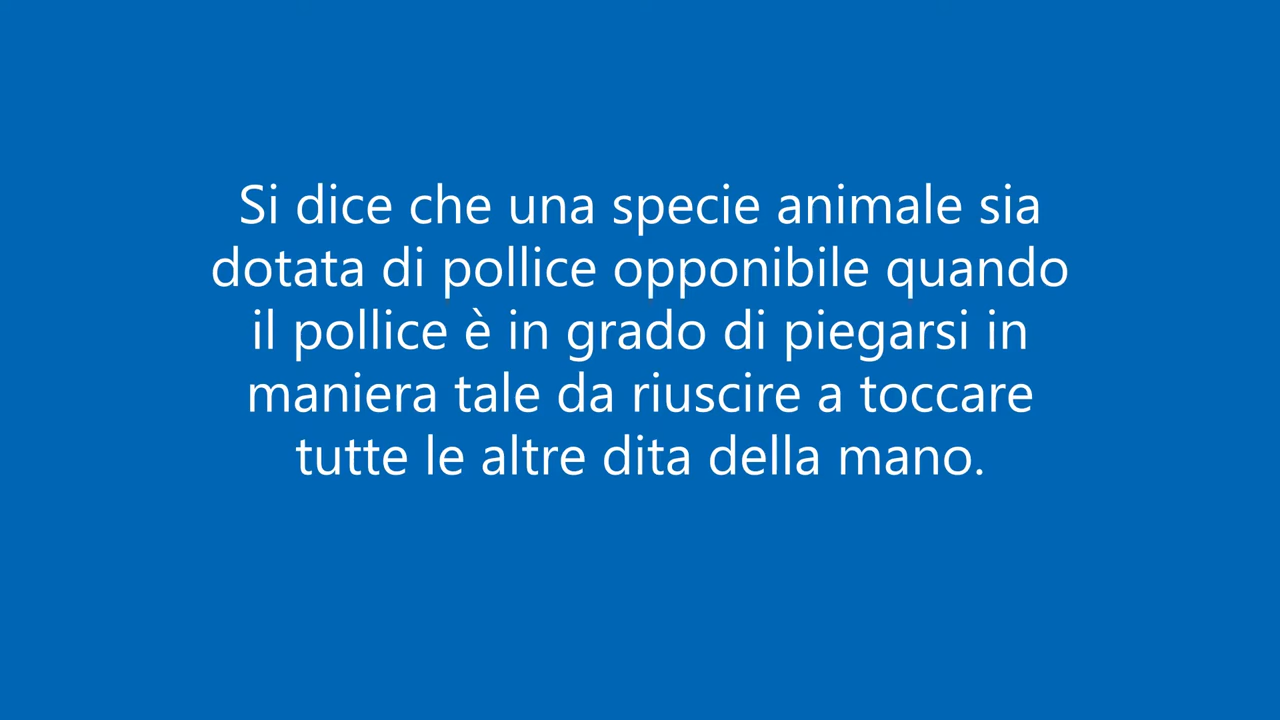 Si dice che una specie animale sia
dotata di pollice opponibile quando
il pollice è in grado di piegarsi in
maniera tale da riuscire a toccare
tutte le altre dita della mano.